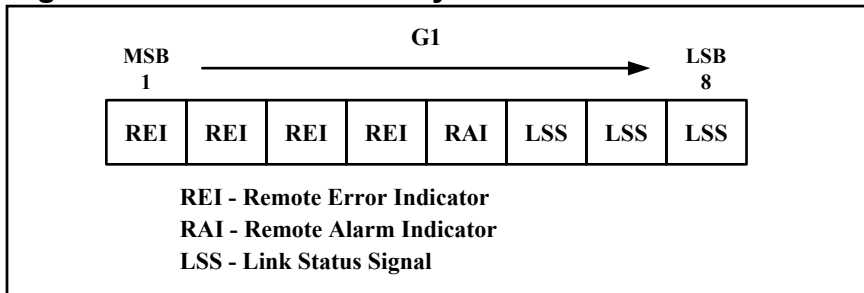 G1
MSB LSB
1 8
REI REI REI REI RAI LSS LSS LSS
REI - Remote Error Indicator
RAI - Remote Alarm Indicator
LSS - Link Status Signal